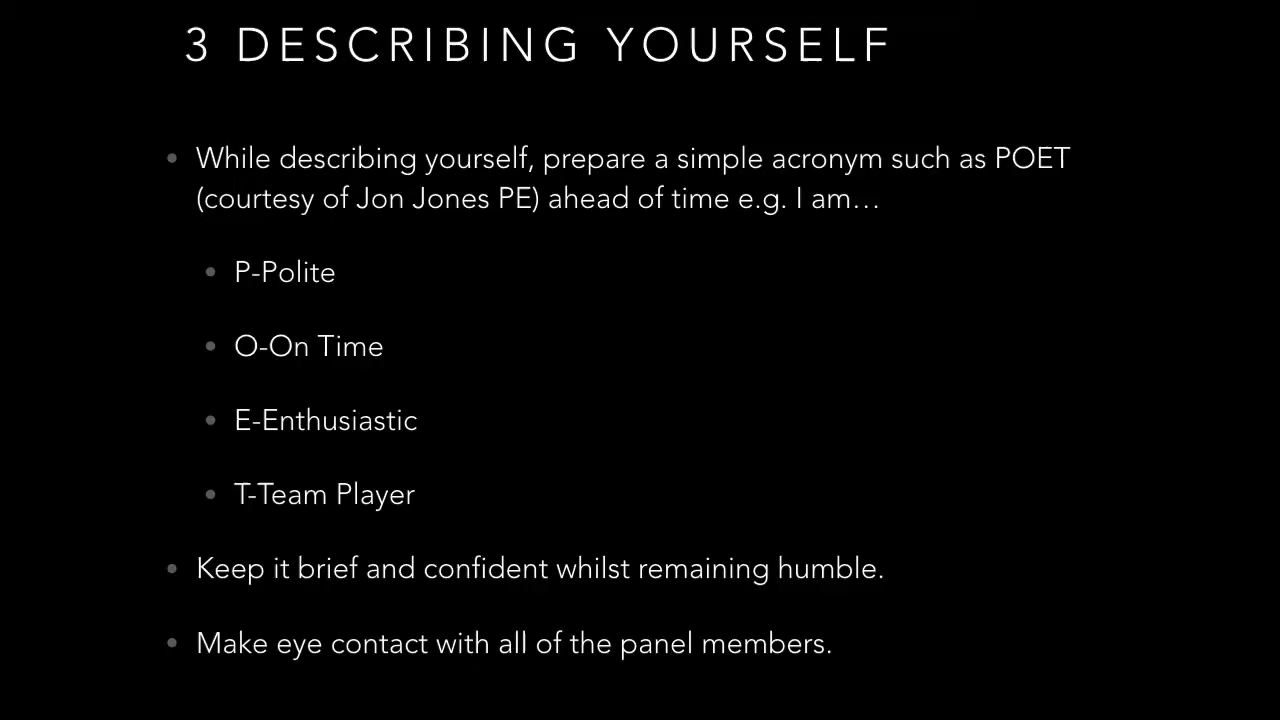 3 DESCRIBING YOURSELF
• While describing yourself, prepare a simple acronym such as POET
(courtesy of Jon Jones PE) ahead of time e.g. I am…
• P-Polite
• O-On Time
• E-Enthusiastic
• T-Team Player
• Keep it brief and confident whilst remaining humble.
• Make eye contact with all of the panel members.